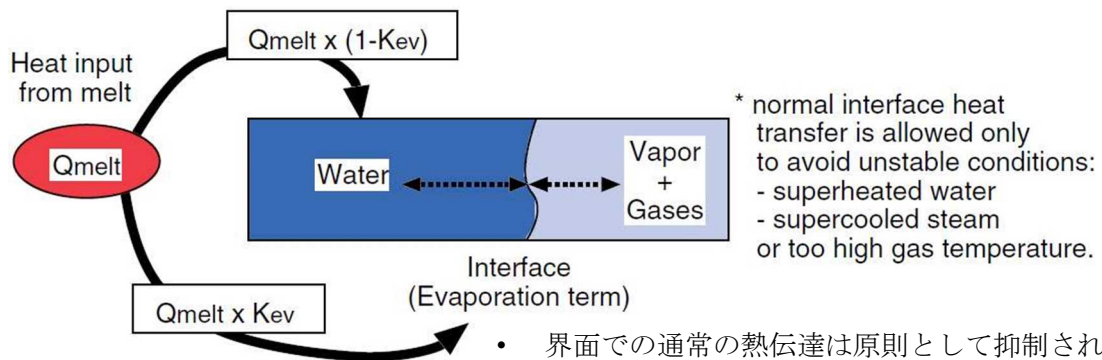 Qmelt x (1-Kev)
Heat input
from melt
Qmelt
Water
Vapor
+
Gases
* normal interface heat
transfer is allowed only
to avoid unstable conditions:
- superheated water
- supercooled steam
or too high gas temperature.
Interface
(Evaporation term)
Qmelt x Kev
• 界面での通常の熱伝達は原則として抑制され